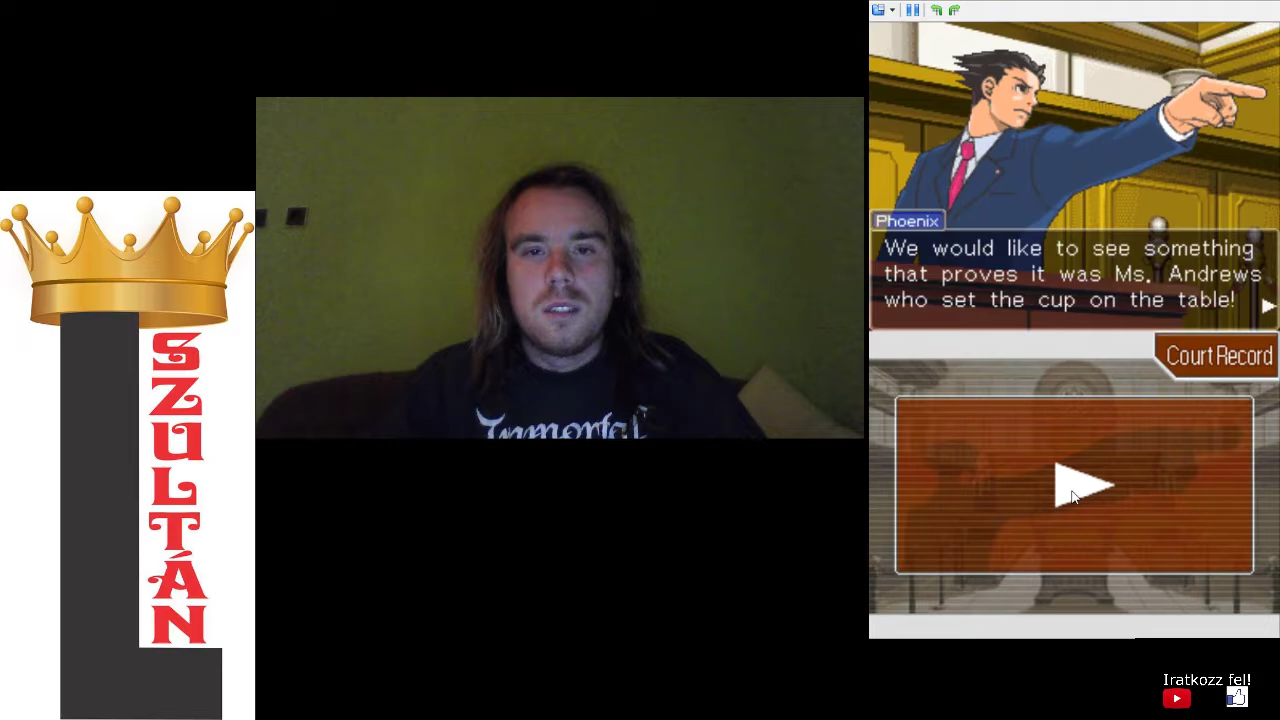 SZULTÁN
Immortal
Phoenix
We would like to see something
that proves it was Ms. Andrews
who set the cup on the table!
Court Record
Iratkozz fel!